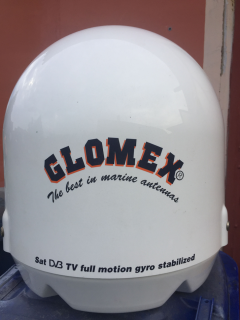 GLOMEX®
The best in marine antennas
Sat DVB TV full motion gyro stabilized